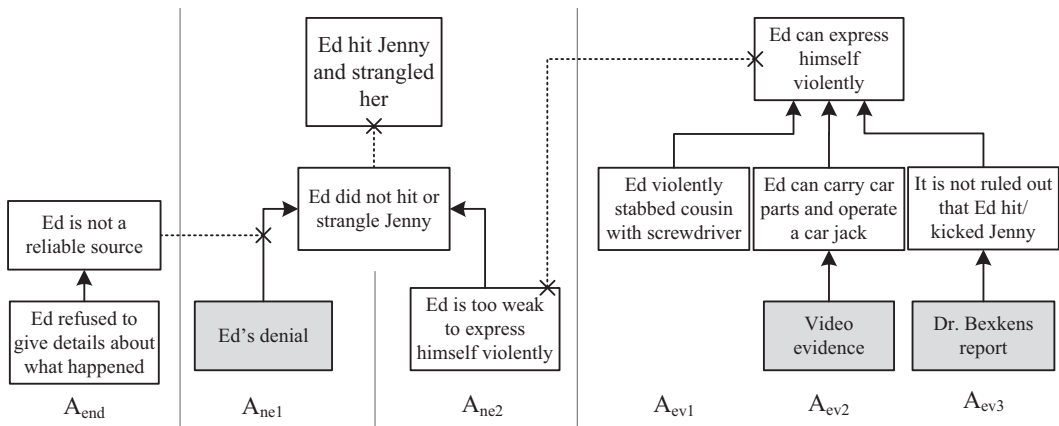 Ed hit Jenny
and strangled
her
Ed can express
himself
violently
Ed did not hit or
strangle Jenny
Ed violently
stabbed cousin
with screwdriver
Ed can carry car
parts and operate
a car jack
It is not ruled out
that Ed hit/
kicked Jenny
Ed is not a
reliable source
Ed refused to
give details about
what happened
Ed's denial
Ed is too weak
to express
himself violently
Video
evidence
Dr. Bexkens
report
A_end
A_ne1
A_ne2
A_ev1
A_ev2
A_ev3